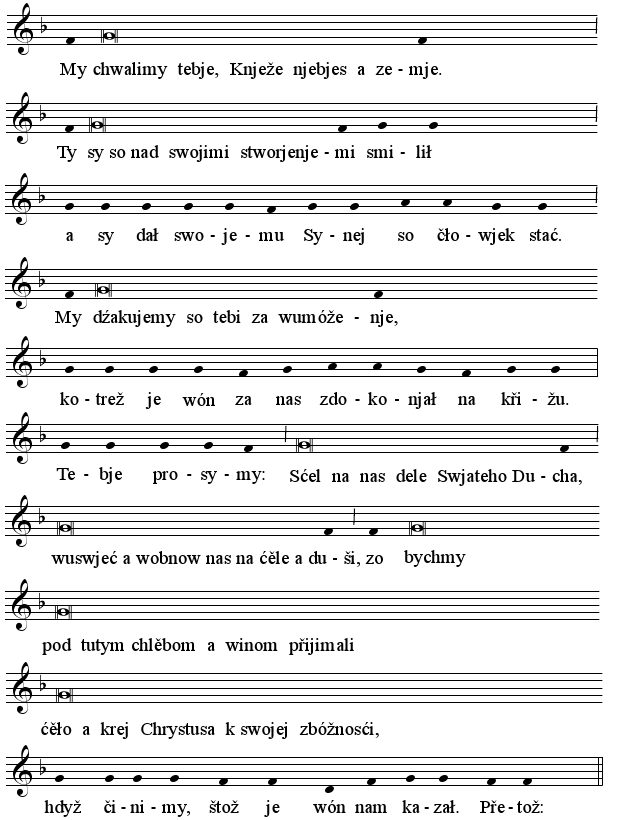 My chwalimy tebje, Knježe njebjes a ze - mje.
Ty sy so nad swojimi stworjenje - mi smi - lił
a sy dał swo - je - mu Sy - nej so čło - wjek stać.
My dźakujemy so tebi za wumóže - nje,
ko - trež je wón za nas zdo - ko - njał na kři - žu.
Te - bje pro - sy - my: Sćel na nas dele Swjateho Du - cha,
wuswjeć a wobnow nas na ćěle a du - ši, zo bychmy
pod tutym chlěbom a winom přijimali
ćěło a krej Chrystusa k swojej zbóžnosći,
hdyž či - ni - my, štož je wón nam ka - zał. Pře - tož: